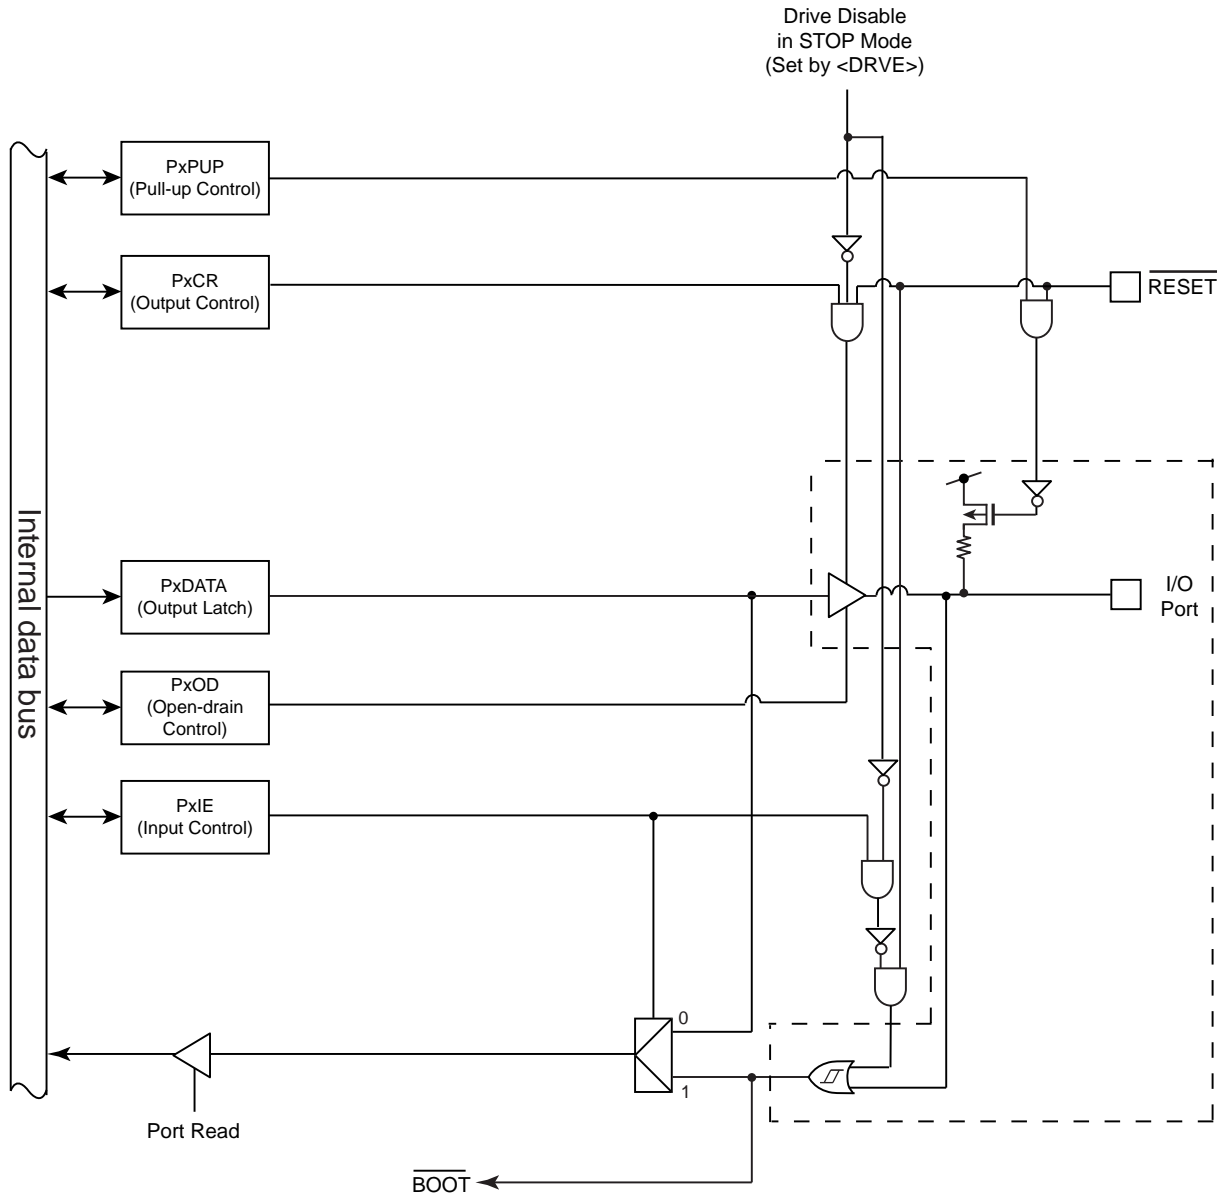 Drive Disable
in STOP Mode
(Set by <DRVE>)
PxPUP
(Pull-up Control)
PxCR
(Output Control)
RESET
Internal data bus
PxDATA
(Output Latch)
I/O
Port
PxOD
(Open-drain
Control)
PxIE
(Input Control)
0
1
Port Read
BOOT